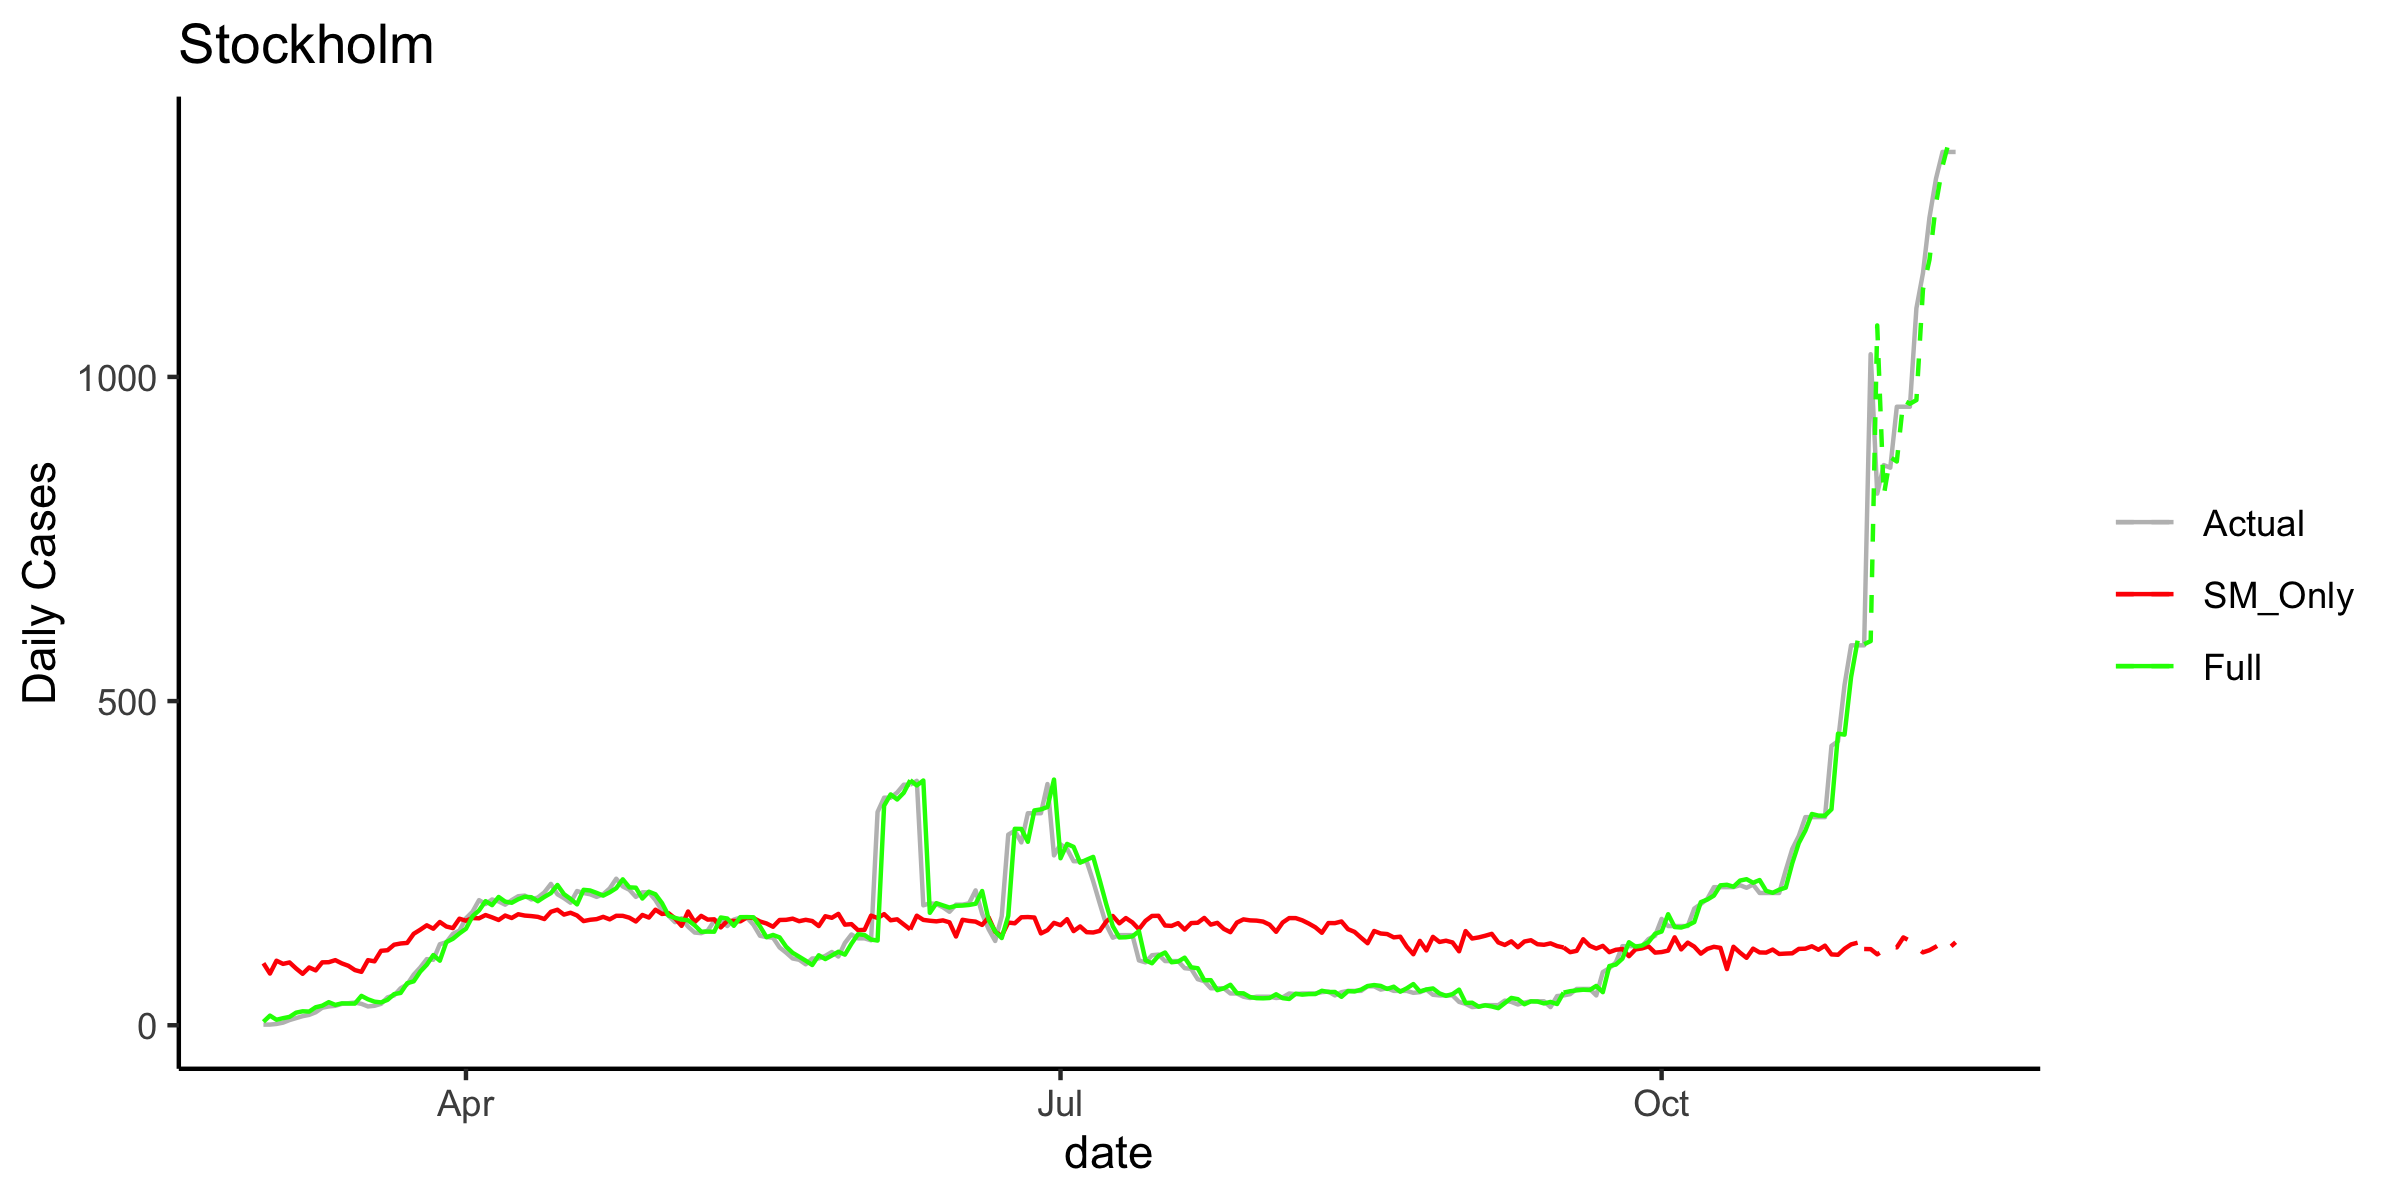 Stockholm
Daily Cases
1000
500
0
Apr
Jul
Oct
date
Actual
SM_Only
Full